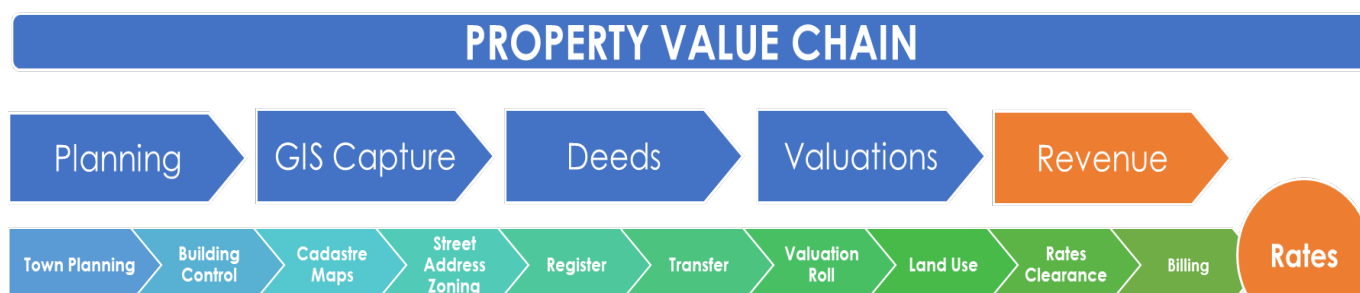 PROPERTY VALUE CHAIN
Planning
GIS Capture
Deeds
Valuations
Revenue
Town Planning
Building
Control
Cadastre
Maps
Street
Address
Zoning
Register
Transfer
Valuation
Roll
Land Use
Rates
Clearance
Billing
Rates